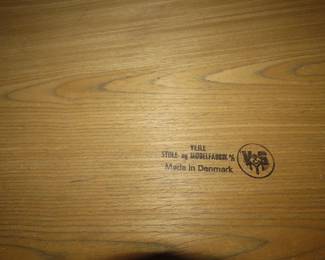 VEJLE
STOLE- og MØBELFABRIK A/S
Made in Denmark
V&S